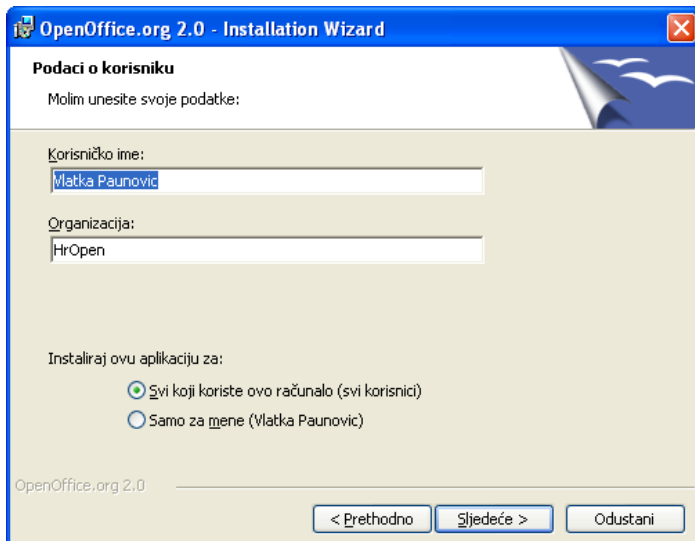 OpenOffice.org 2.0 - Installation Wizard
Podaci o korisniku
Molim unesite svoje podatke:
Korisničko ime:
Vlatka Paunovic
Organizacija:
HrOpen
Instaliraj ovu aplikaciju za:
Svi koji koriste ovo računalo (svi korisnici)
Samo za mene (Vlatka Paunovic)
OpenOffice.org 2.0
< Prethodno Sljedeće > Odustani